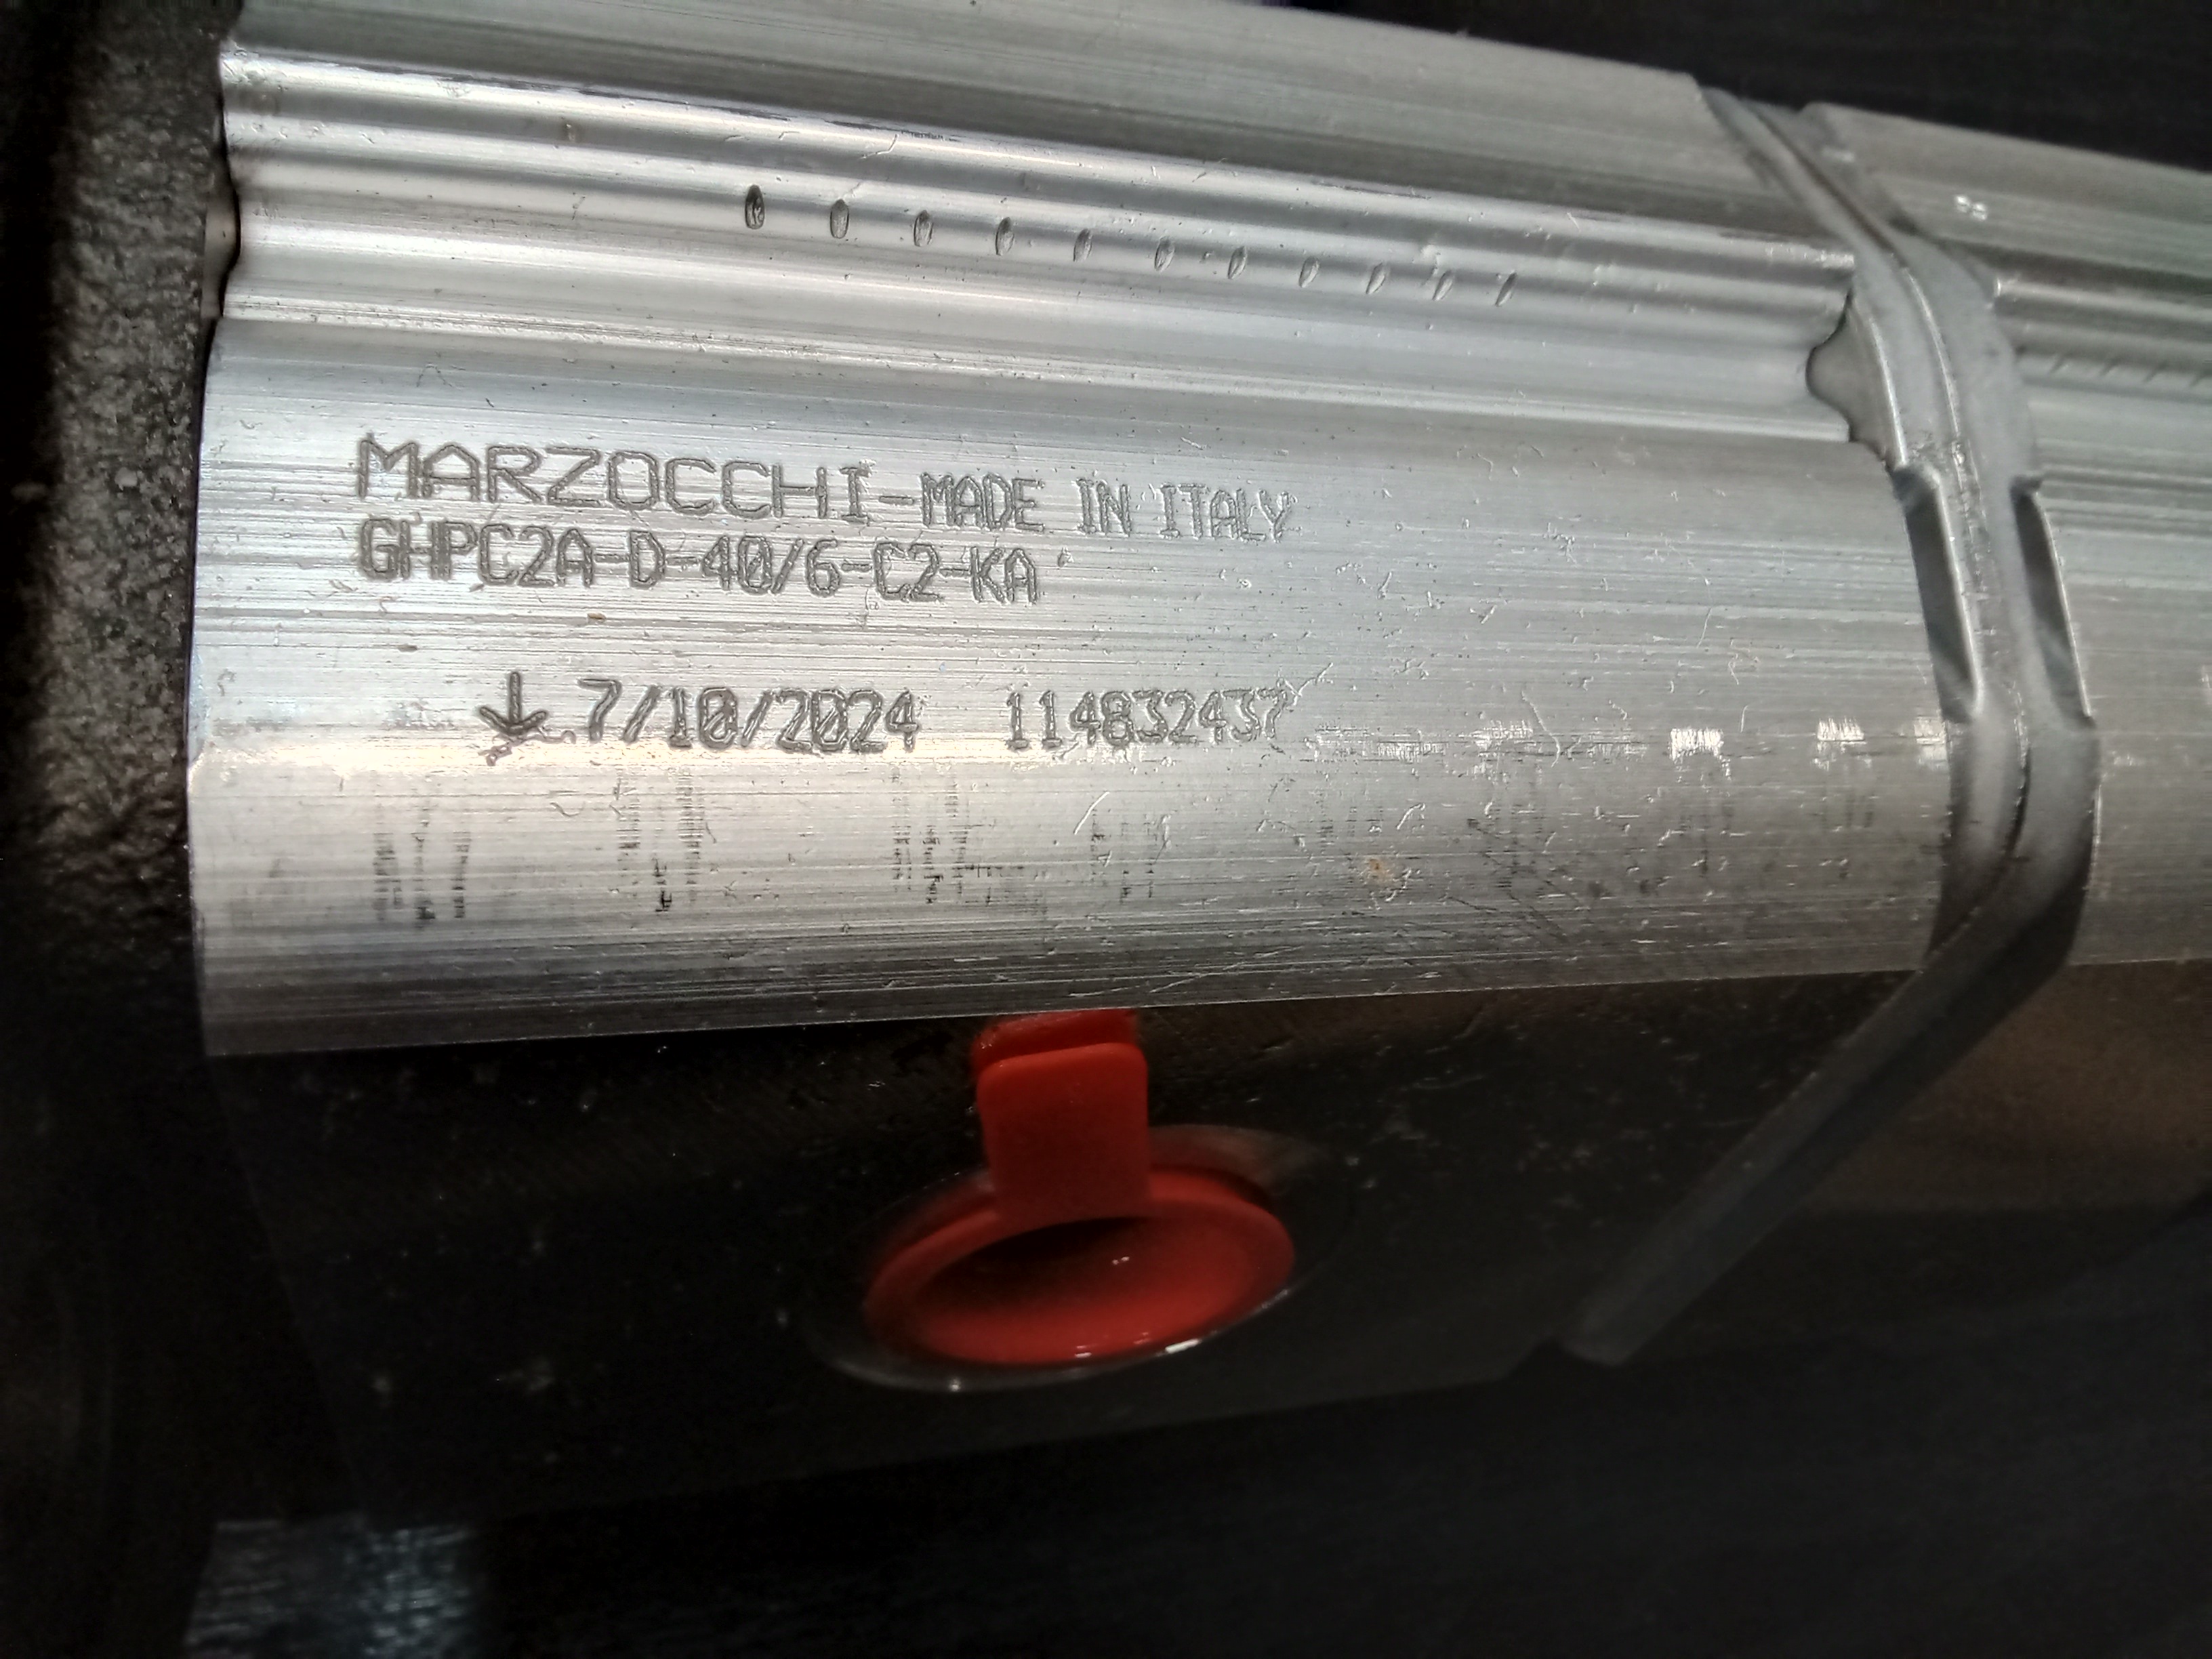 MARZOCCHI-MADE IN ITALY
GHPC2A-D-40/6-C2-KA
↓ 7/10/2024 114832437